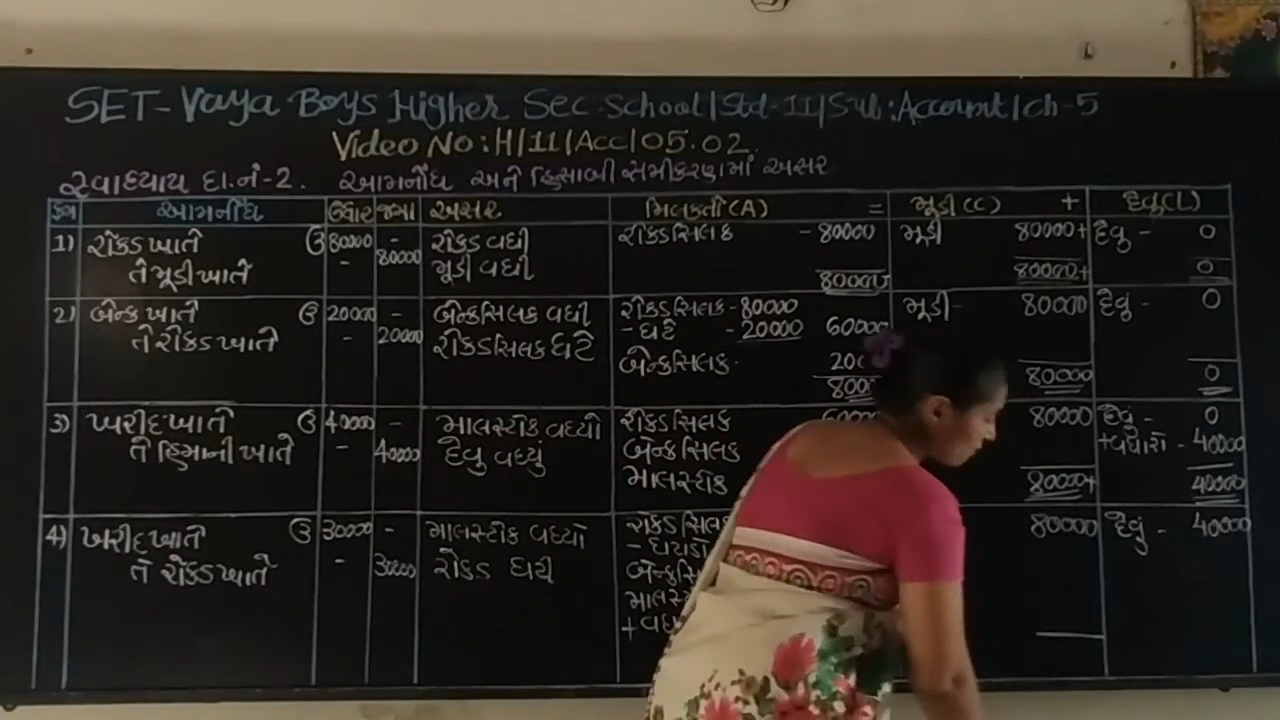 SET-Vaya Boys Higher Sec.School/Std-11/Sub:Account/ch-5
Video No:H/11/Acc/05.02.
સ્વાધ્યાય દા.નં-2. આમનોંધ અને હિસાબી સમીકરણમાં અસર
ક્રમ આમનોંધ ઉધાર જમા અસર મિલકતો(A) = મૂડી(C) + દેવુ(L)
1) રોકડ ખાતે ઉ 80000 - રોકડ વધી રોકડસિલક - 80000 મૂડી 80000+ દેવુ - 0
તે મૂડી ખાતે - 80000 મૂડી વધી 80000 80000+ 0
2) બેન્ક ખાતે ઉ 20000 - બેન્કસિલક વધી રોકડ સિલક - 80000 મૂડી- 80000 દેવું - 0
તે રોકડ ખાતે - 20000 રોકડસિલક ઘટે - ઘટે - 20000 60000
બેન્કસિલક. 80000 0
3) ખરીદ ખાતે ઉ 40000 - માલસ્ટોક વધ્યો રોકડ સિલક 80000 દેવું - 0
તે હિમાની ખાતે - 40000 દેવુ વધ્યું બેન્ક સિલક +વધારો - 40000
માલસ્ટોક 80000+ 40000
4) ખરીદ ખાતે ઉ 30000 - માલસ્ટોક વધ્યો 80000 દેવું - 40000
તે રોકડ ખાતે - 30000 રોકડ ઘટી